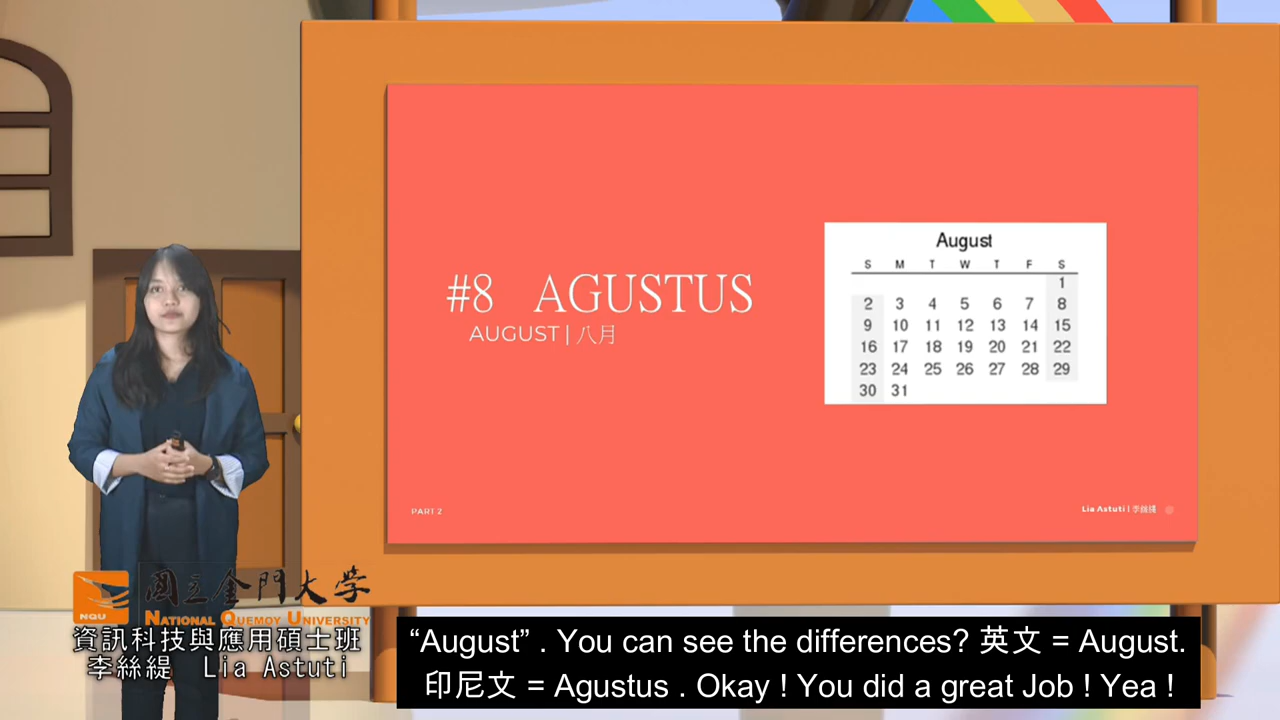 #8 AGUSTUS
AUGUST | 八月
August
S M T W T F S
1
2 3 4 5 6 7 8
9 10 11 12 13 14 15
16 17 18 19 20 21 22
23 24 25 26 27 28 29
30 31
PART 2
Lia Astuti | 李絲緹
NQU
國立金門大學
NATIONAL QUEMOY UNIVERSITY
資訊科技與應用碩士班
李絲緹 Lia Astuti
“August” . You can see the differences? 英文 = August.
印尼文 = Agustus . Okay ! You did a great Job ! Yea !